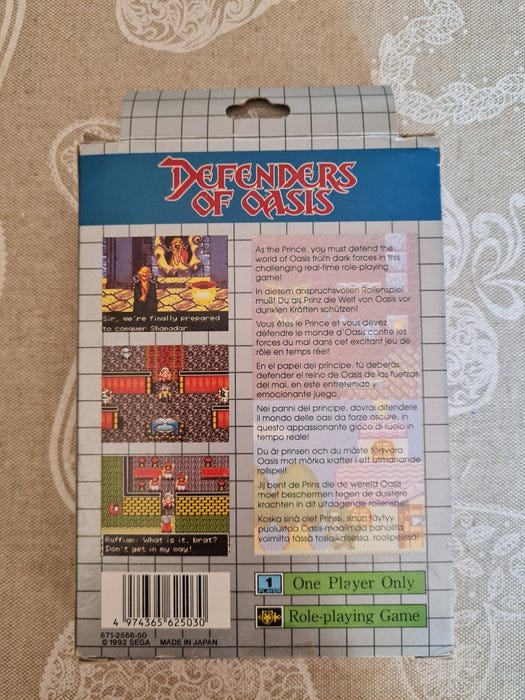 DEFENDERS
OF OASIS
Sir, we're finally prepared
to conquer Shanadar.
Ruffian: What is it, brat?
Don't get in my way!
As the Prince, you must defend the
world of Oasis from dark forces in this
challenging real-time role-playing
game!
In diesem anspruchsvollen Rollenspiel
mußt Du als Prinz die Welt von Oasis vor
dunklen Kräften schützen!
Vous êtes le Prince et vous devez
défendre le monde d'Oasis contre les
forces du mal dans cet excitant jeu de
rôle en temps réel!
En el papel del príncipe, tú deberás
defender el reino de Oasis de las fuerzas
del mal, en este entretenido y
emocionante juego.
Nei panni del principe, dovrai difendere
il mondo delle oasi da forze oscure, in
questo appassionante gioco di ruolo in
tempo reale!
Du är prinsen och du måste försvara
Oasis mot mörka krafter i ett utmanande
rollspel!
Jij bent de Prins die de wereld Oasis
moet beschermen tegen de duistere
krachten in dit uitdagende rollenspel!
Koska sinä olet Prinssi, sinun täytyy
puolustaa Oasis-maailmaa pahoilta
voimilta tässä tosiaikaisessa, roolipelissä!
1
PLAYER
One Player Only
Role-playing Game
4 974365 625030
671-2566-50
© 1992 SEGA MADE IN JAPAN